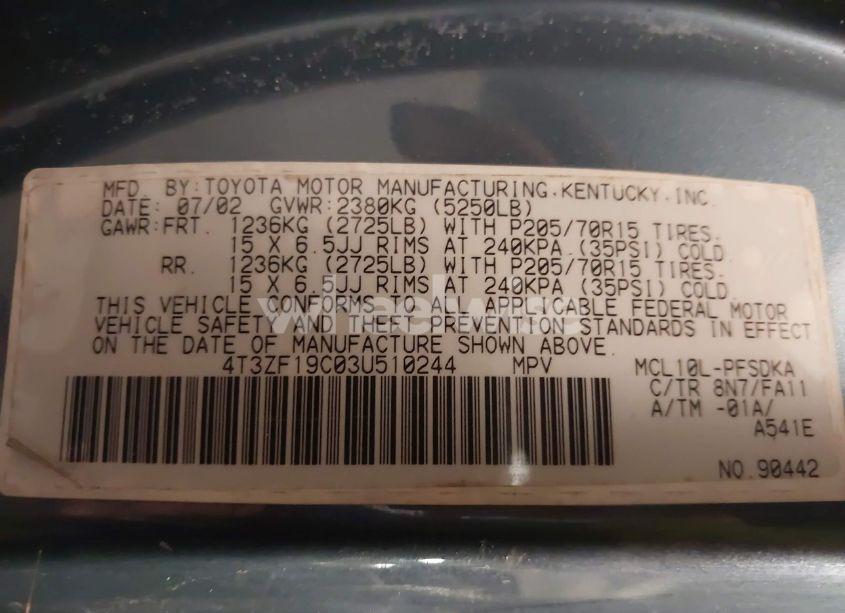 MFD. BY:TOYOTA MOTOR MANUFACTURING,KENTUCKY,INC.
DATE: 07/02 GVWR:2380KG (5250LB)
GAWR:FRT. 1236KG (2725LB) WITH P205/70R15 TIRES.
15 X 6.5JJ RIMS AT 240KPA (35PSI) COLD.
RR. 1236KG (2725LB) WITH P205/70R15 TIRES.
15 X 6.5JJ RIMS AT 240KPA (35PSI) COLD.
THIS VEHICLE CONFORMS TO ALL APPLICABLE FEDERAL MOTOR
VEHICLE SAFETY AND THEFT PREVENTION STANDARDS IN EFFECT
ON THE DATE OF MANUFACTURE SHOWN ABOVE.
4T3ZF19C03U510244 MPV MCL10L-PFSDKA
C/TR 8N7/FA11
A/TM -01A/
A541E
NO.90442
wheelwise